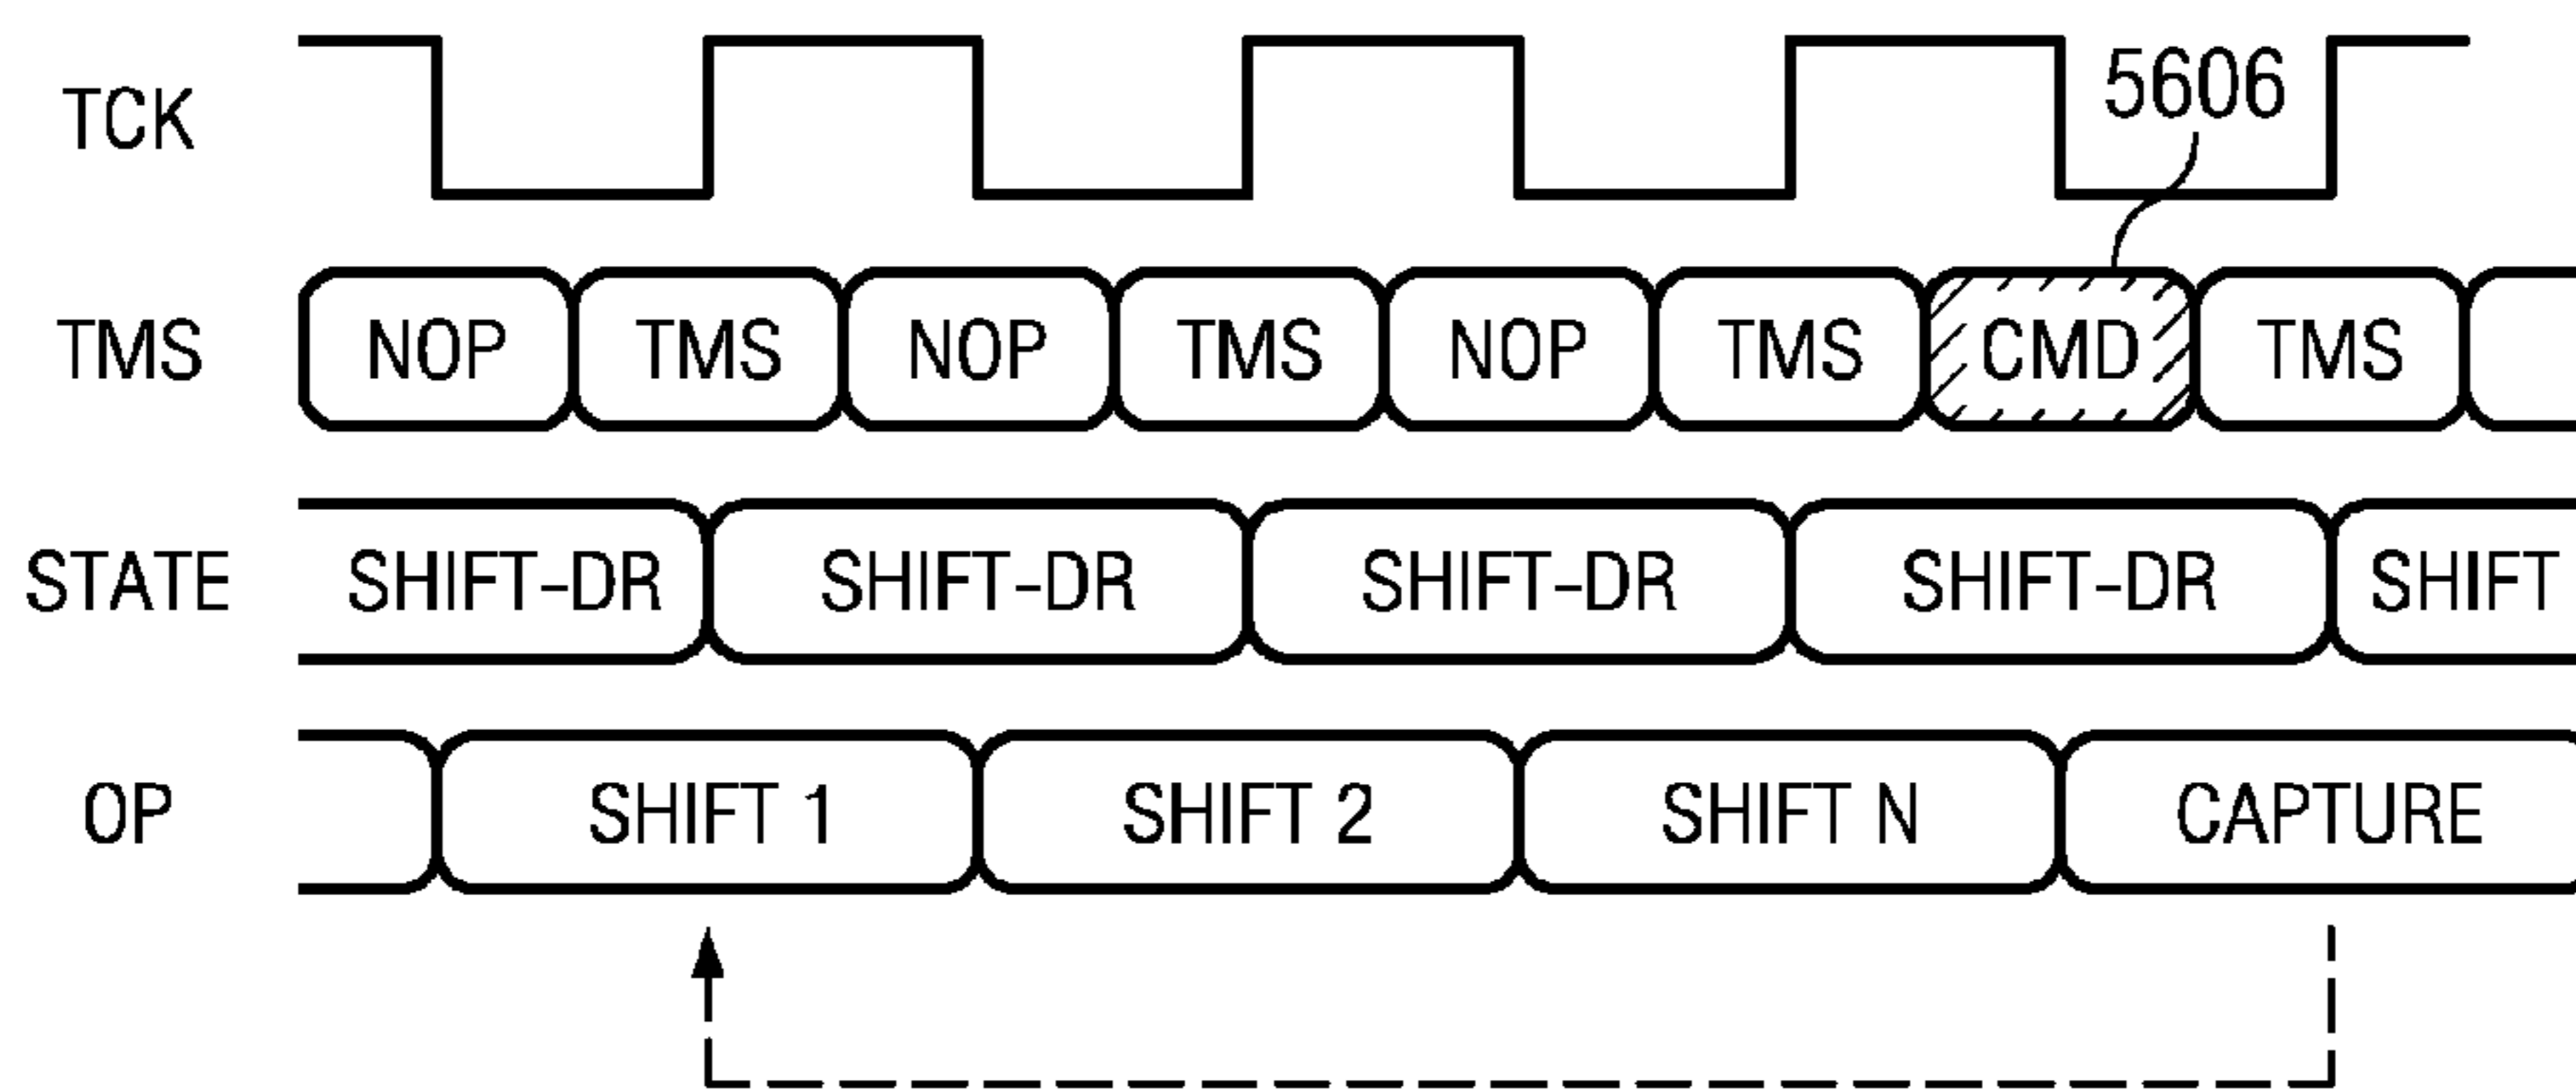 TCK 5606
TMS NOP TMS NOP TMS NOP TMS CMD TMS
STATE SHIFT-DR SHIFT-DR SHIFT-DR SHIFT-DR SHIFT
OP SHIFT 1 SHIFT 2 SHIFT N CAPTURE